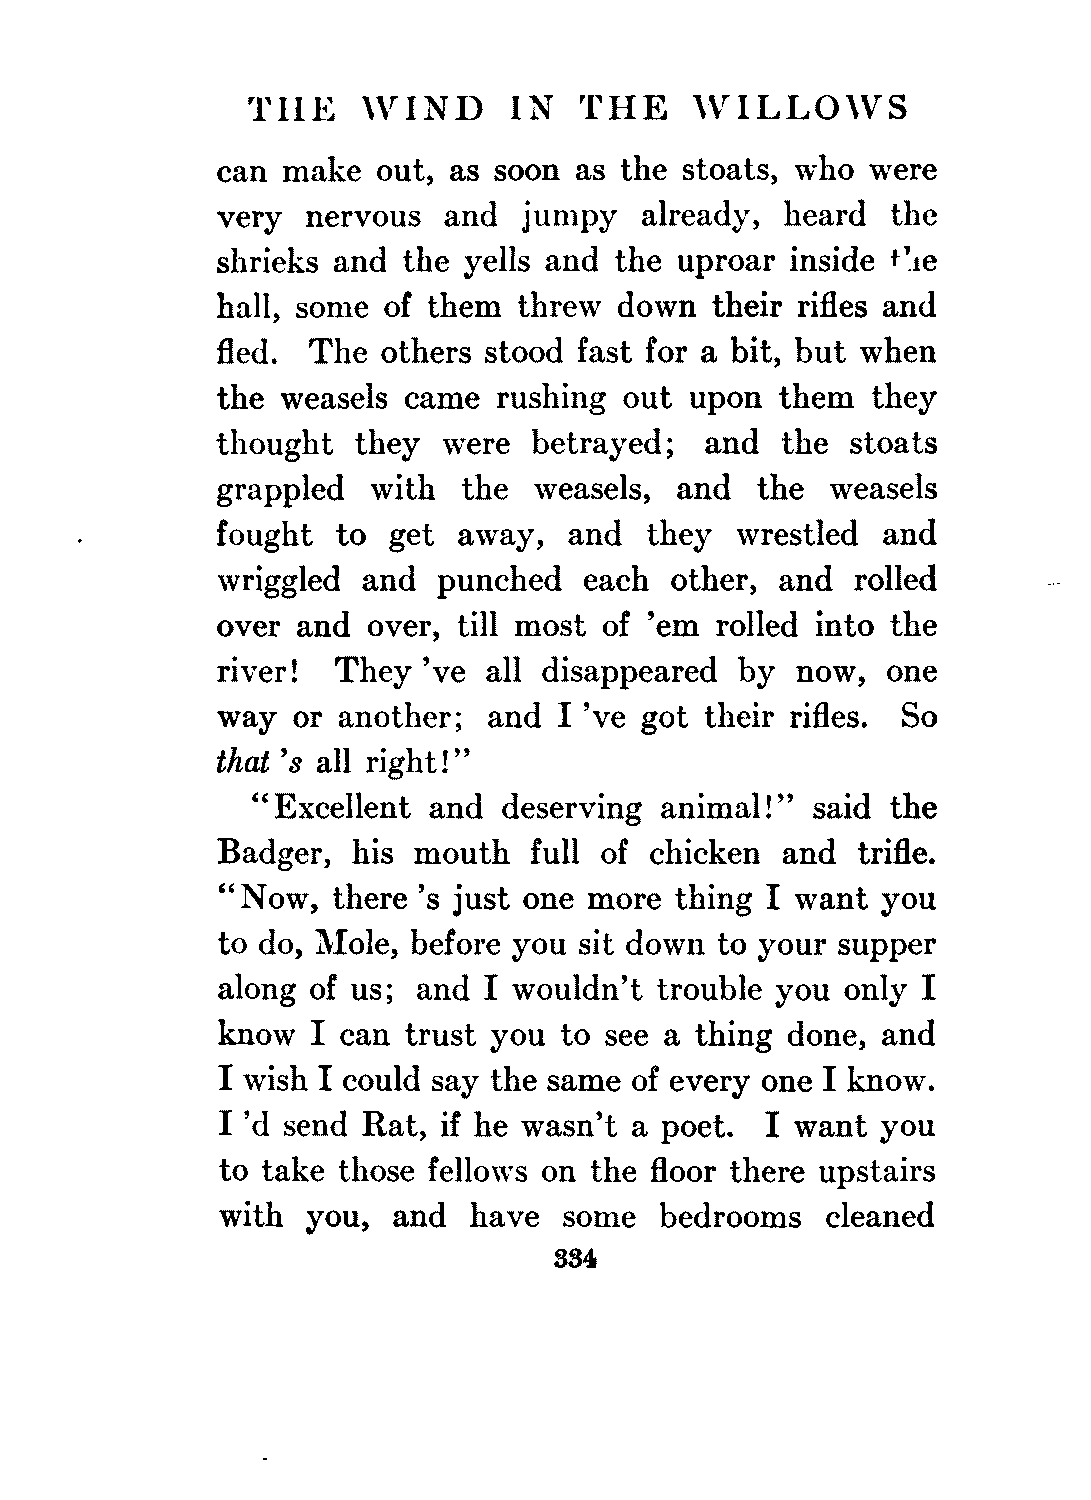 THE WIND IN THE WILLOWS
can make out, as soon as the stoats, who were
very nervous and jumpy already, heard the
shrieks and the yells and the uproar inside the
hall, some of them threw down their rifles and
fled. The others stood fast for a bit, but when
the weasels came rushing out upon them they
thought they were betrayed; and the stoats
grappled with the weasels, and the weasels
fought to get away, and they wrestled and
wriggled and punched each other, and rolled
over and over, till most of 'em rolled into the
river! They 've all disappeared by now, one
way or another; and I 've got their rifles. So
that 's all right!"
"Excellent and deserving animal!" said the
Badger, his mouth full of chicken and trifle.
"Now, there 's just one more thing I want you
to do, Mole, before you sit down to your supper
along of us; and I wouldn't trouble you only I
know I can trust you to see a thing done, and
I wish I could say the same of every one I know.
I 'd send Rat, if he wasn't a poet. I want you
to take those fellows on the floor there upstairs
with you, and have some bedrooms cleaned
334